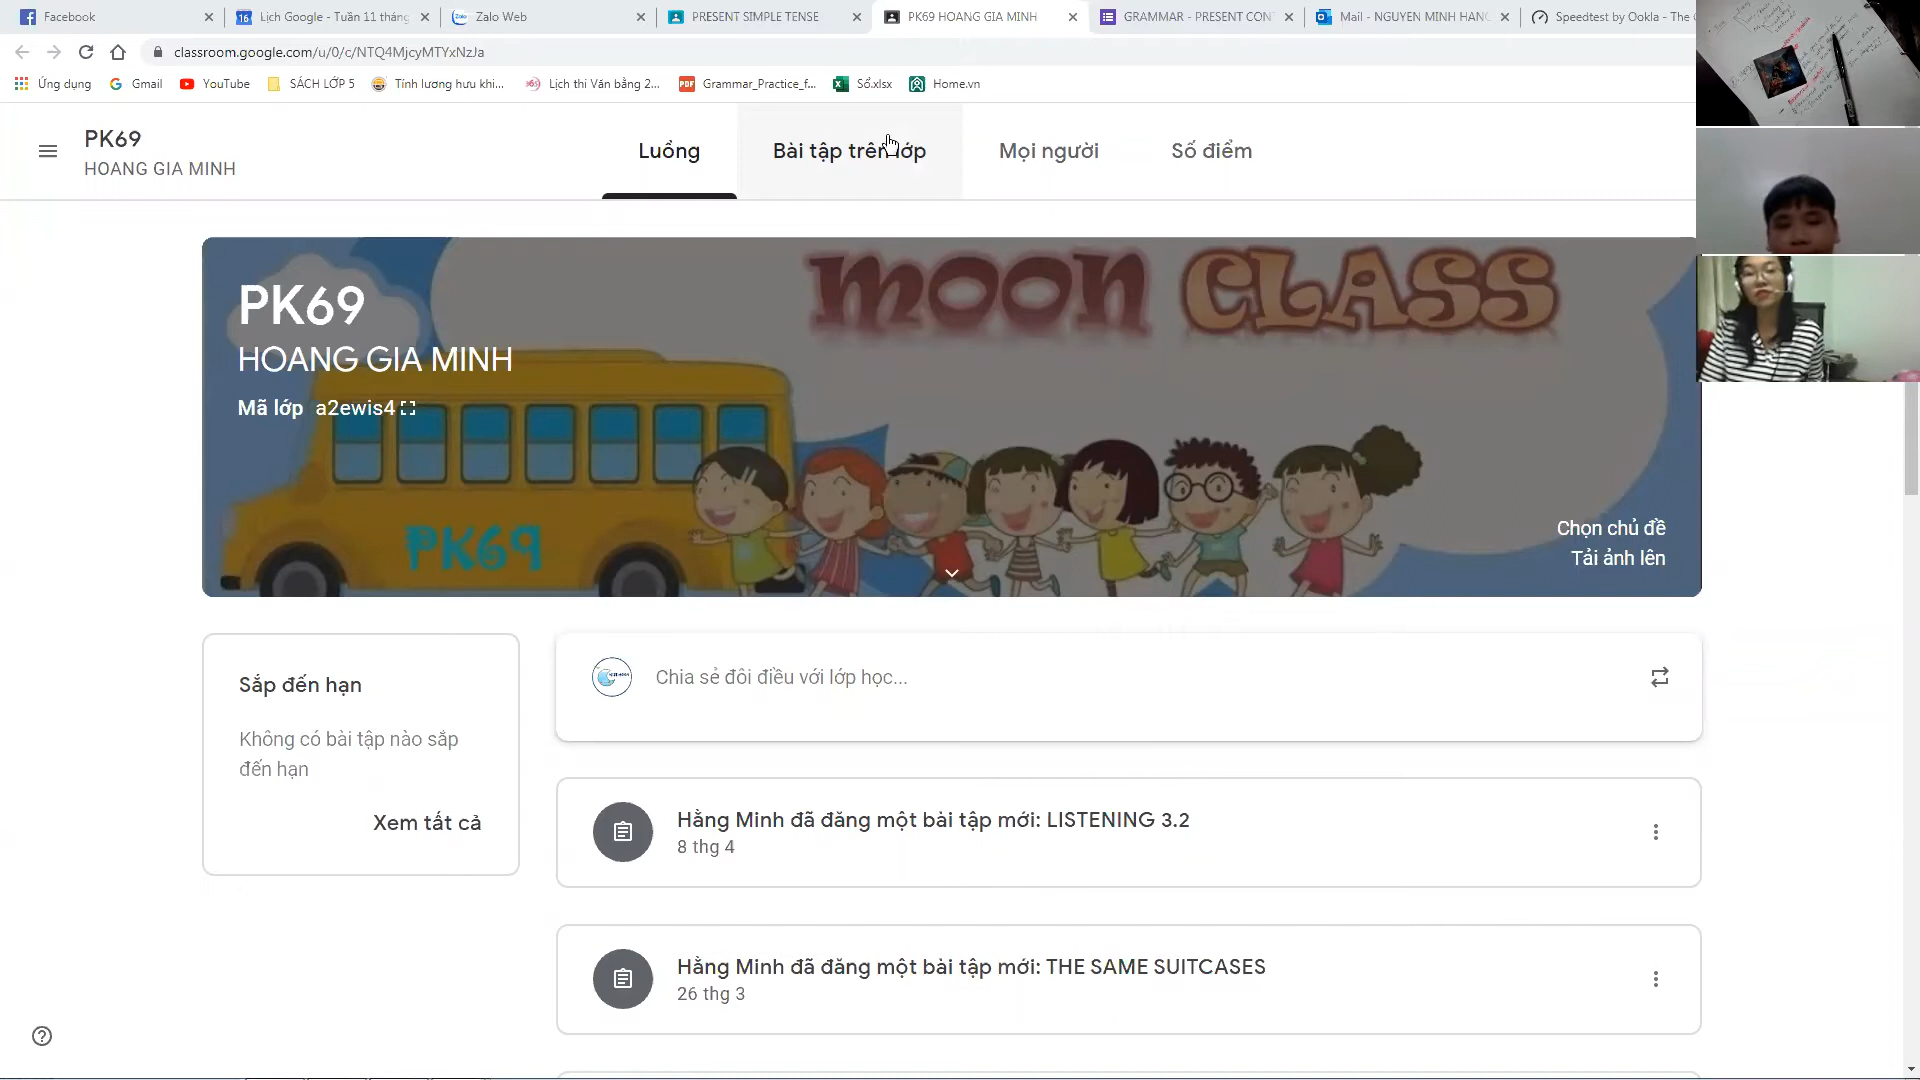 Facebook
Lịch Google - Tuần 11 tháng
Zalo Web
PRESENT SIMPLE TENSE
PK69 HOANG GIA MINH
GRAMMAR - PRESENT CONT
Mail - NGUYEN MINH HANG
Speedtest by Ookla - The G
classroom.google.com/u/0/c/NTQ4MjcyMTYxNzJa
Ứng dụng
Gmail
YouTube
SÁCH LỚP 5
Tính lương hưu khi...
Lịch thi Văn bằng 2...
Grammar_Practice_f...
Sổ.xlsx
Home.vn
PK69
HOANG GIA MINH
Luồng
Bài tập trên lớp
Mọi người
Số điểm
MOON CLASS
PK69
HOANG GIA MINH
Mã lớp a2ewis4
PK69
Chọn chủ đề
Tải ảnh lên
Sắp đến hạn
Không có bài tập nào sắp
đến hạn
Xem tất cả
Chia sẻ đôi điều với lớp học...
Hằng Minh đã đăng một bài tập mới: LISTENING 3.2
8 thg 4
Hằng Minh đã đăng một bài tập mới: THE SAME SUITCASES
26 thg 3